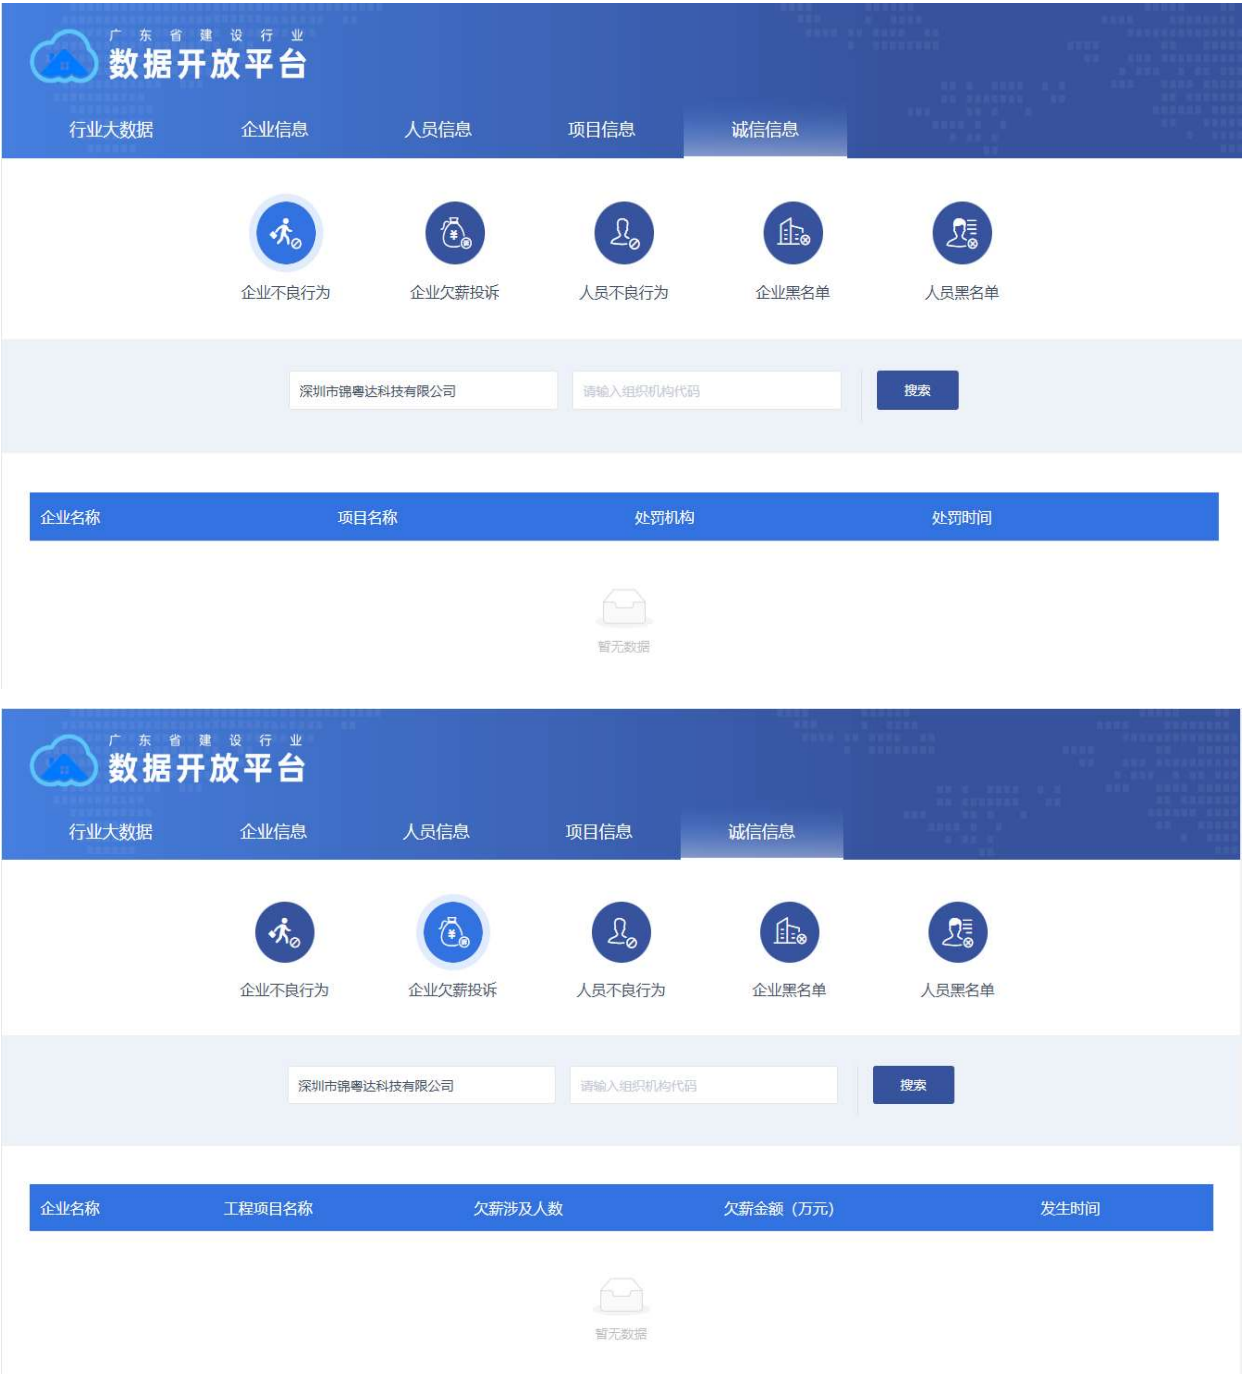 广东省建设行业
数据开放平台
行业大数据 企业信息 人员信息 项目信息 诚信信息
企业不良行为 企业欠薪投诉 人员不良行为 企业黑名单 人员黑名单
深圳市锦粤达科技有限公司 请输入组织机构代码 搜索
企业名称 项目名称 处罚机构 处罚时间
暂无数据
广东省建设行业
数据开放平台
行业大数据 企业信息 人员信息 项目信息 诚信信息
企业不良行为 企业欠薪投诉 人员不良行为 企业黑名单 人员黑名单
深圳市锦粤达科技有限公司 请输入组织机构代码 搜索
企业名称 工程项目名称 欠薪涉及人数 欠薪金额（万元） 发生时间
暂无数据